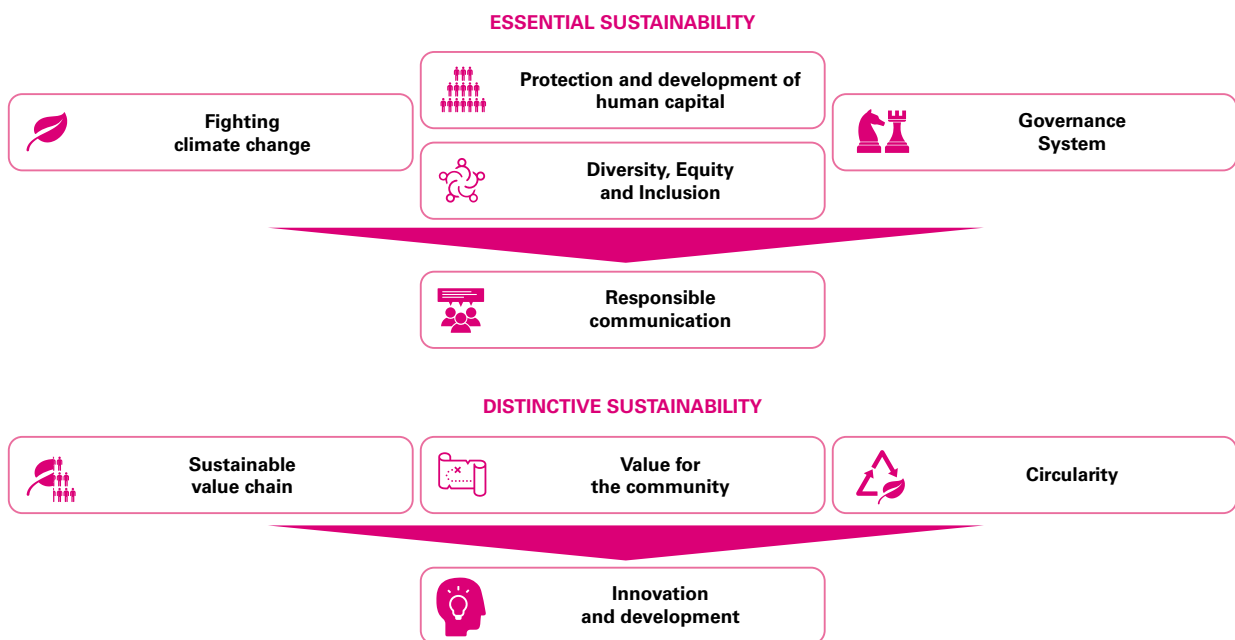 ESSENTIAL SUSTAINABILITY
Protection and development of
human capital
Fighting
climate change
Governance
System
Diversity, Equity
and Inclusion
Responsible
communication
DISTINCTIVE SUSTAINABILITY
Sustainable
value chain
Value for
the community
Circularity
Innovation
and development